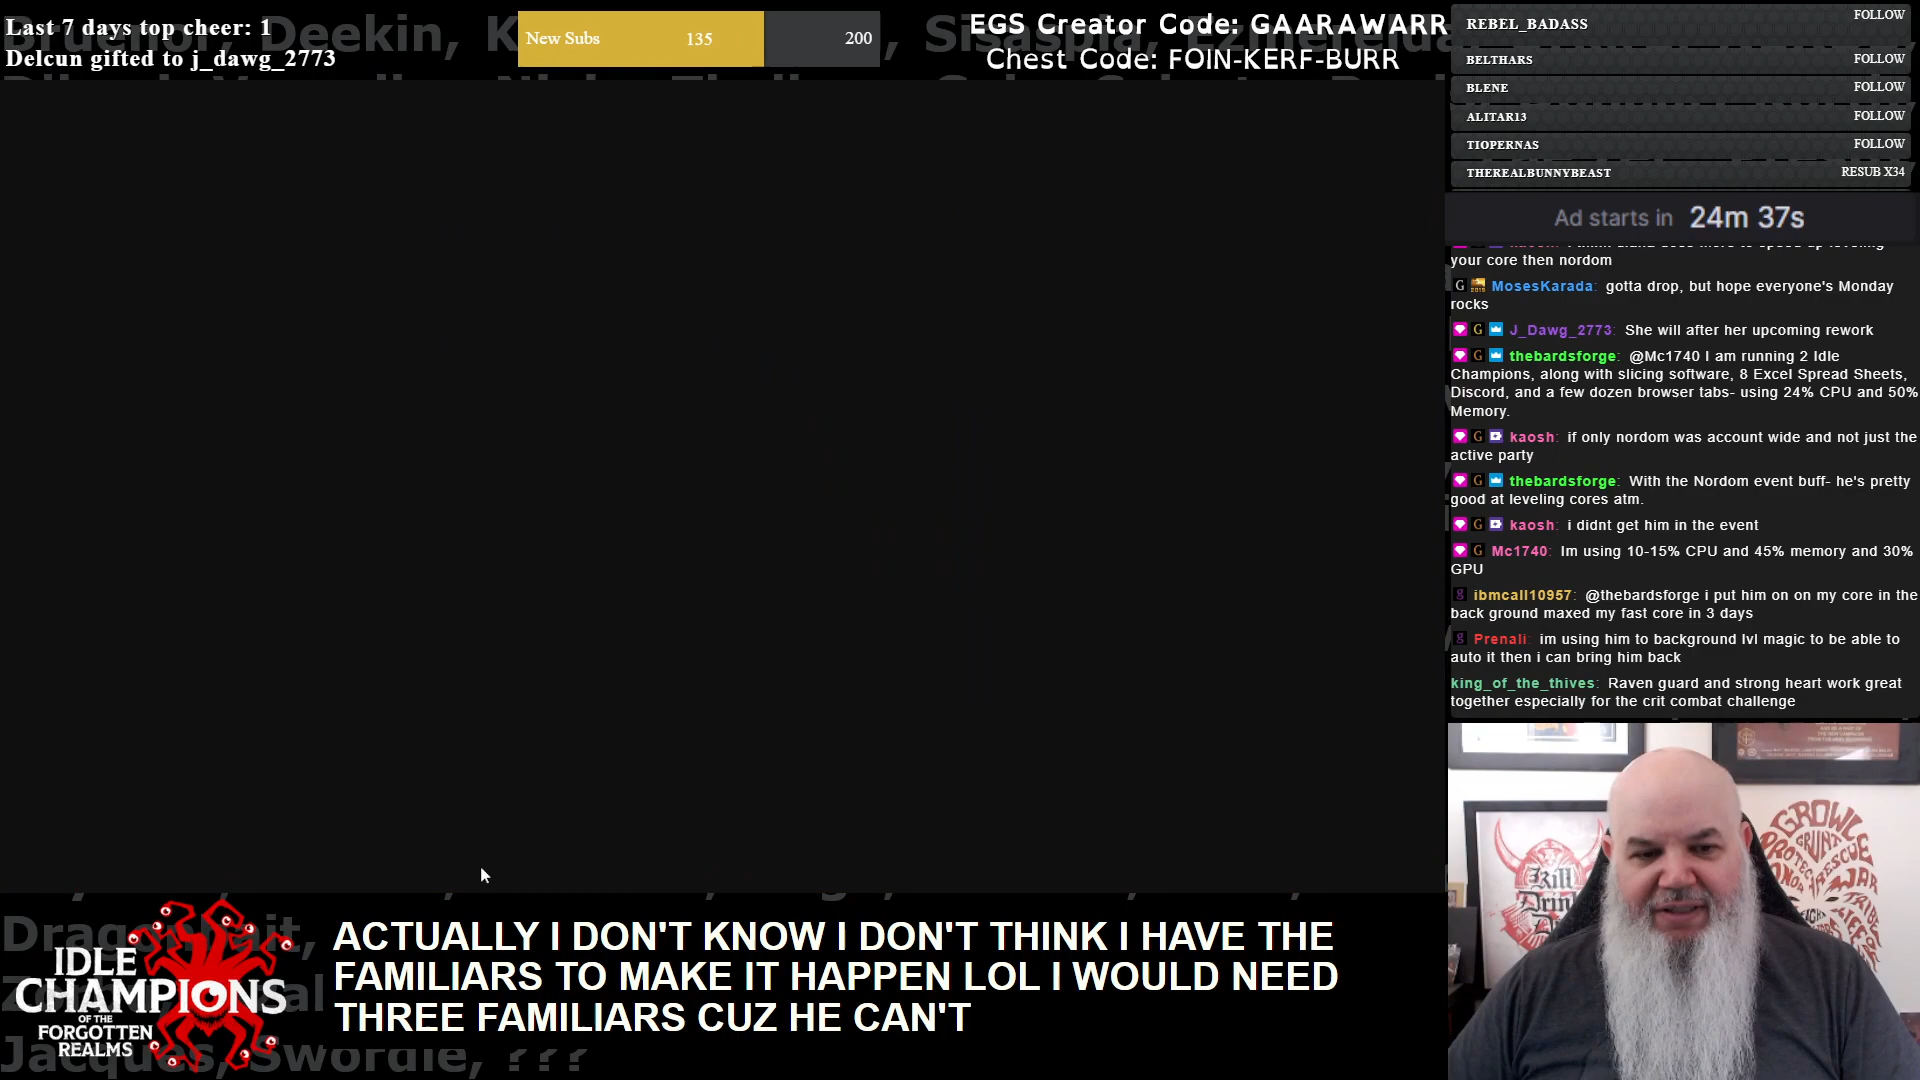 Last 7 days top cheer: 1
Delcun gifted to j_dawg_2773
New Subs 135 200
EGS Creator Code: GAARAWARR
Chest Code: FOIN-KERF-BURR
REBEL_BADASS FOLLOW
BELTHARS FOLLOW
BLENE FOLLOW
ALITAR13 FOLLOW
TIOPERNAS FOLLOW
THEREALBUNNYBEAST RESUB X34
Ad starts in 24m 37s
your core then nordom
MosesKarada: gotta drop, but hope everyone's Monday
rocks
J_Dawg_2773: She will after her upcoming rework
thebardsforge: @Mc1740 I am running 2 Idle
Champions, along with slicing software, 8 Excel Spread Sheets,
Discord, and a few dozen browser tabs- using 24% CPU and 50%
Memory.
kaosh: if only nordom was account wide and not just the
active party
thebardsforge: With the Nordom event buff- he's pretty
good at leveling cores atm.
kaosh: i didnt get him in the event
Mc1740: Im using 10-15% CPU and 45% memory and 30%
GPU
ibmcall10957: @thebardsforge i put him on on my core in the
back ground maxed my fast core in 3 days
Prenali: im using him to background lvl magic to be able to
auto it then i can bring him back
king_of_the_thives: Raven guard and strong heart work great
together especially for the crit combat challenge
Bruenor, Deekin,
Jacques, Swordle, ???
IDLE
CHAMPIONS
OF THE
FORGOTTEN
REALMS
ACTUALLY I DON'T KNOW I DON'T THINK I HAVE THE
FAMILIARS TO MAKE IT HAPPEN LOL I WOULD NEED
THREE FAMILIARS CUZ HE CAN'T
Kill
Drink
GROWL
GRUNT
PROTECT
RESCUE
WAR